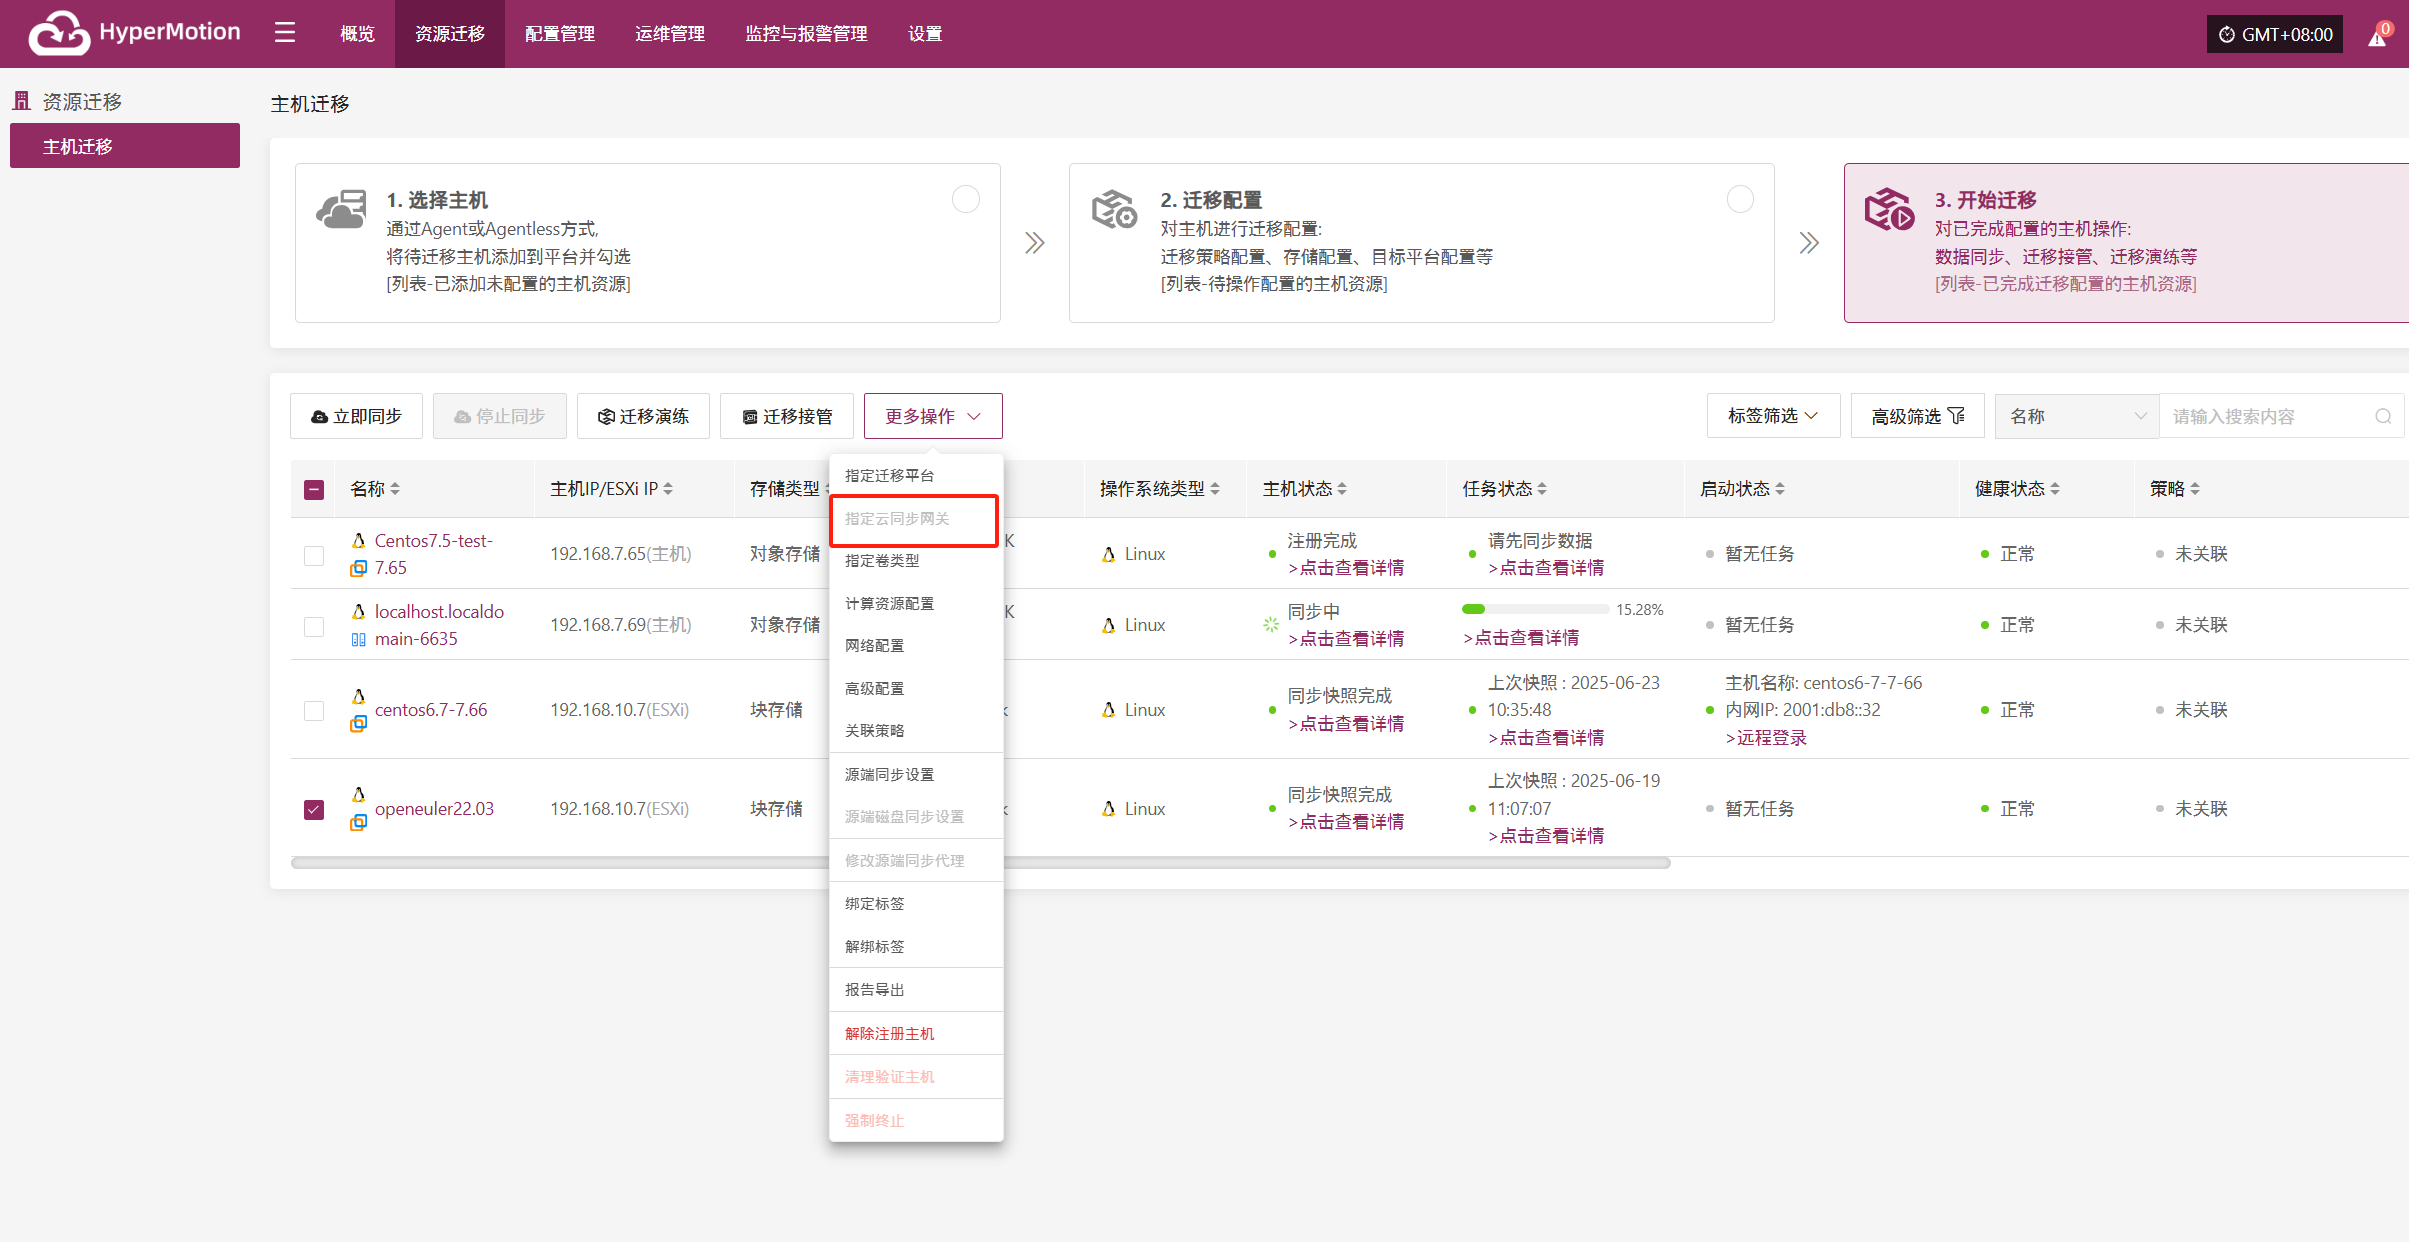 HyperMotion
概览
资源迁移
配置管理
运维管理
监控与报警管理
设置
GMT+08:00
0
资源迁移
主机迁移
主机迁移
1. 选择主机
通过Agent或Agentless方式,
将待迁移主机添加到平台并勾选
[列表-已添加未配置的主机资源]
2. 迁移配置
对主机进行迁移配置:
迁移策略配置、存储配置、目标平台配置等
[列表-待操作配置的主机资源]
3. 开始迁移
对已完成配置的主机操作:
数据同步、迁移接管、迁移演练等
[列表-已完成迁移配置的主机资源]
立即同步
停止同步
迁移演练
迁移接管
更多操作
标签筛选
高级筛选
名称
请输入搜索内容
名称
主机IP/ESXi IP
存储类型
操作系统类型
主机状态
任务状态
启动状态
健康状态
策略
Centos7.5-test-
7.65
192.168.7.65(主机)
对象存储
K
Linux
注册完成
>点击查看详情
请先同步数据
>点击查看详情
暂无任务
正常
未关联
localhost.localdo
main-6635
192.168.7.69(主机)
对象存储
K
Linux
同步中
>点击查看详情
15.28%
>点击查看详情
暂无任务
正常
未关联
centos6.7-7.66
192.168.10.7(ESXi)
块存储
Linux
同步快照完成
>点击查看详情
上次快照 : 2025-06-23
10:35:48
>点击查看详情
主机名称: centos6-7-7-66
内网IP: 2001:db8::32
>远程登录
正常
未关联
openeuler22.03
192.168.10.7(ESXi)
块存储
Linux
同步快照完成
>点击查看详情
上次快照 : 2025-06-19
11:07:07
>点击查看详情
暂无任务
正常
未关联
指定迁移平台
指定云同步网关
指定卷类型
计算资源配置
网络配置
高级配置
关联策略
源端同步设置
源端磁盘同步设置
修改源端同步代理
绑定标签
解绑标签
报告导出
解除注册主机
清理验证主机
强制终止